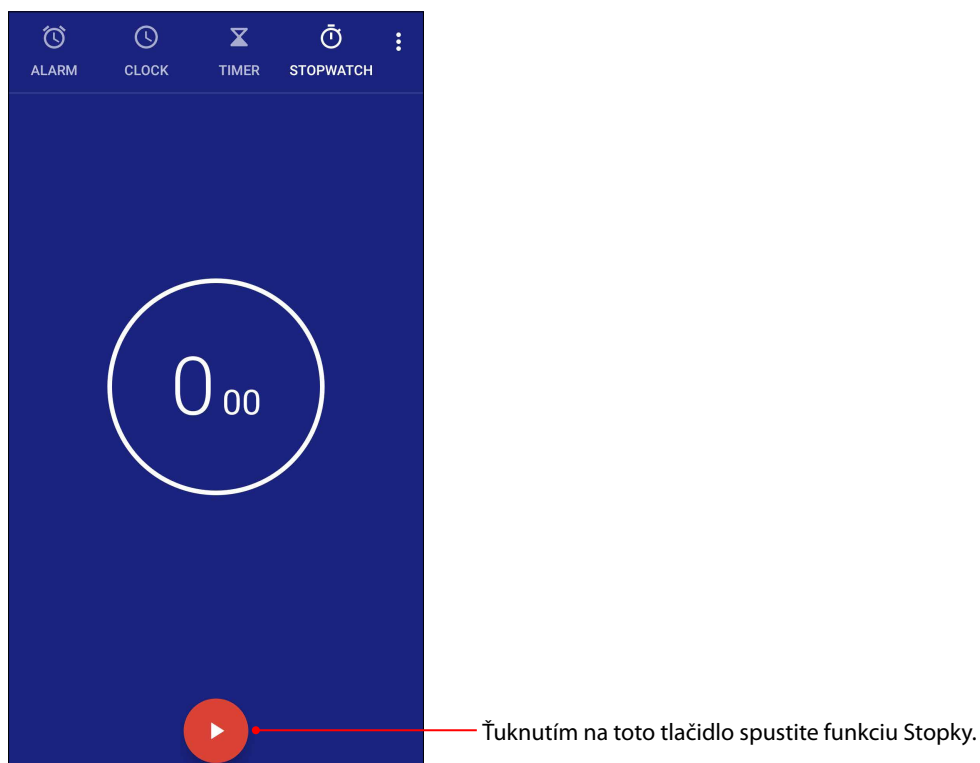 ALARM CLOCK TIMER STOPWATCH
0 00
Ťuknutím na toto tlačidlo spustite funkciu Stopky.